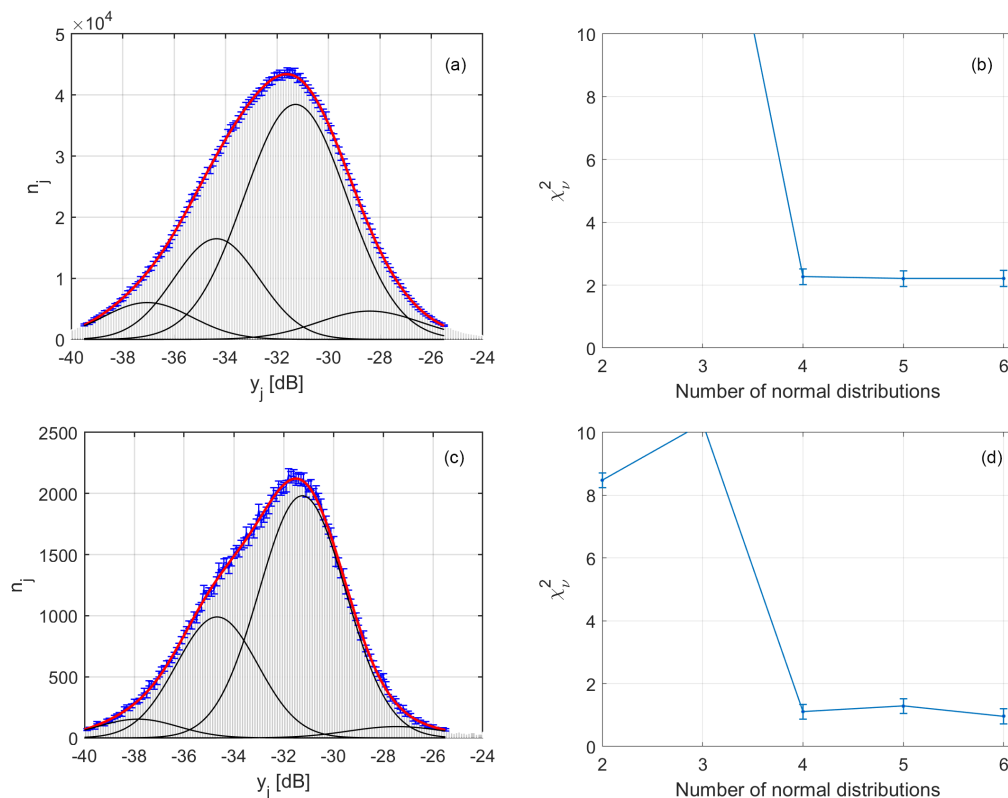 ×10⁴
5
4
3
2
1
0
n_j
(a)
-40 -38 -36 -34 -32 -30 -28 -26 -24
y_j [dB]
10
8
6
4
2
0
χ²_ν
(b)
2 3 4 5 6
Number of normal distributions
2500
2000
1500
1000
500
0
n_j
(c)
-40 -38 -36 -34 -32 -30 -28 -26 -24
y_j [dB]
10
8
6
4
2
0
χ²_ν
(d)
2 3 4 5 6
Number of normal distributions